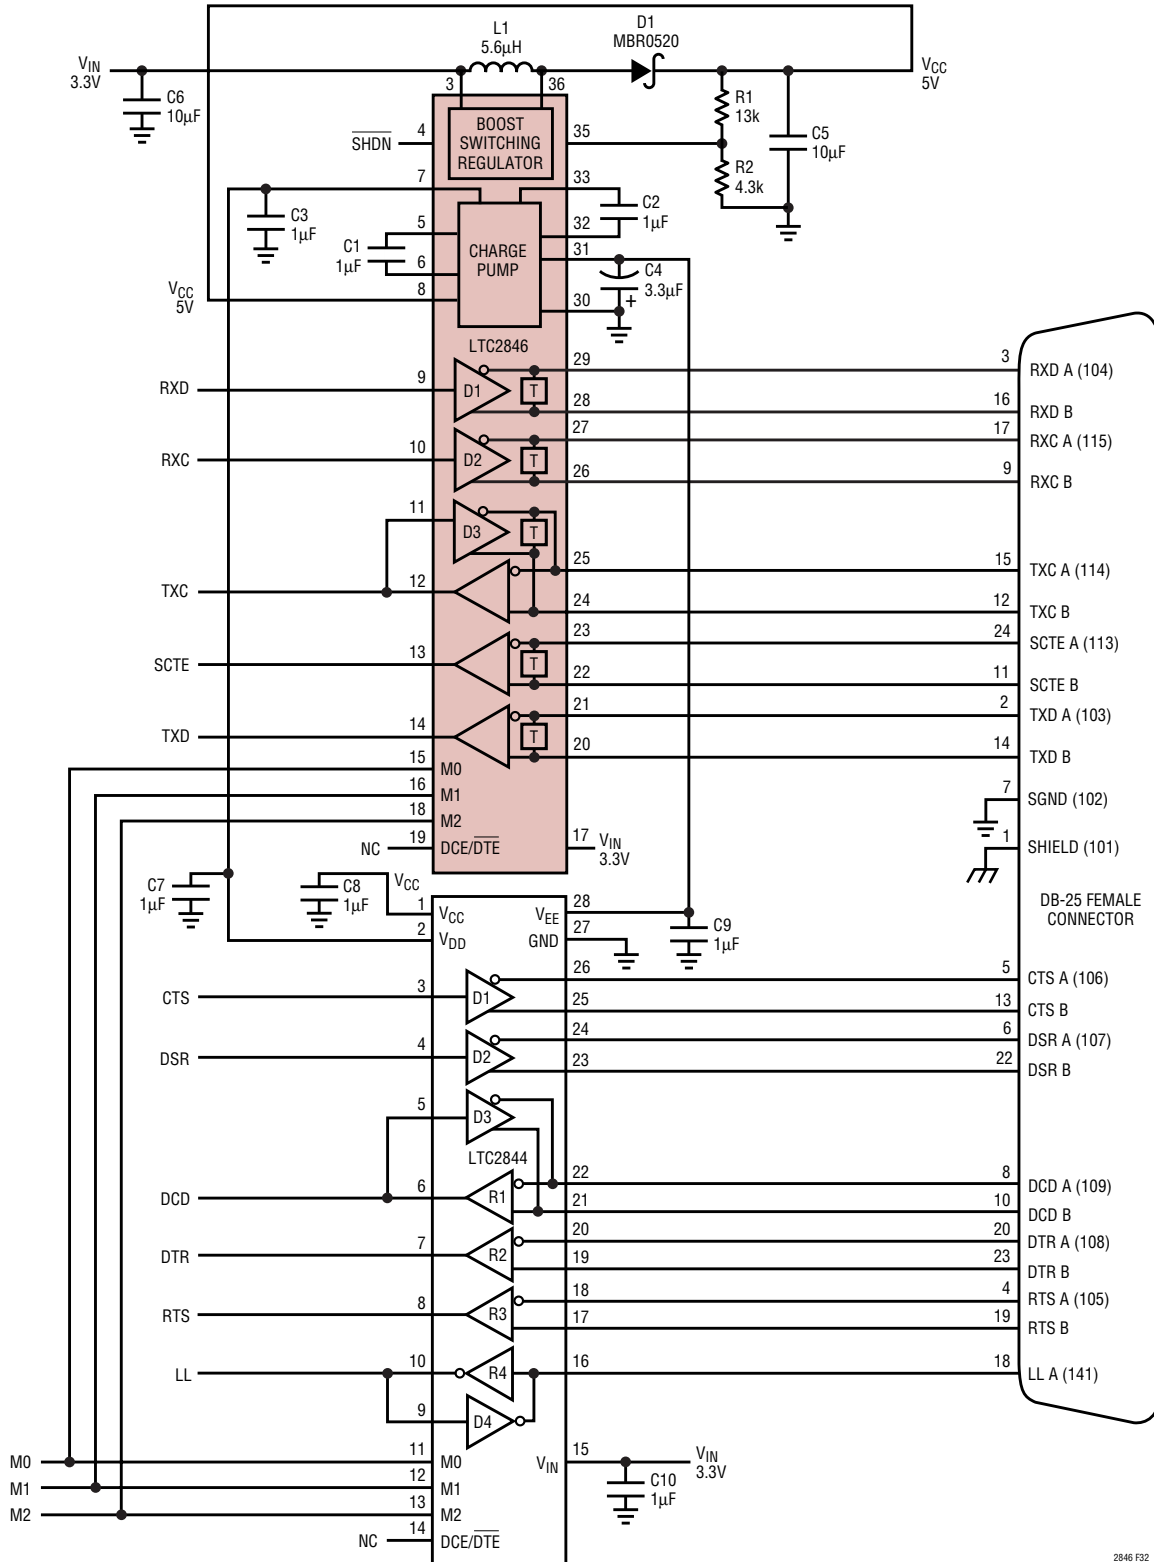 L1
5.6µH
D1
MBR0520
VIN
3.3V
3
36
VCC
5V
C6
10µF
R1
13k
BOOST
SWITCHING
REGULATOR
SHDN
4
35
C5
10µF
R2
4.3k
7
33
C3
1µF
C2
1µF
5
32
C1
1µF
CHARGE
PUMP
31
6
C4
3.3µF
+
VCC
5V
8
30
LTC2846
RXD
9
D1
T
29
3
RXD A (104)
28
16
RXD B
RXC
10
D2
T
27
17
RXC A (115)
26
9
RXC B
11
D3
T
25
15
TXC A (114)
TXC
12
24
12
TXC B
SCTE
13
T
23
24
SCTE A (113)
22
11
SCTE B
TXD
14
T
21
2
TXD A (103)
20
14
TXD B
15
M0
16
M1
18
M2
7
SGND (102)
NC
19
DCE/DTE
17
VIN
3.3V
1
SHIELD (101)
DB-25 FEMALE
CONNECTOR
C7
1µF
C8
1µF
VCC
1
VCC
VEE
28
2
VDD
GND
27
C9
1µF
CTS
3
D1
26
5
CTS A (106)
25
13
CTS B
DSR
4
D2
24
6
DSR A (107)
23
22
DSR B
5
D3
LTC2844
DCD
6
R1
22
8
DCD A (109)
21
10
DCD B
DTR
7
R2
20
20
DTR A (108)
19
23
DTR B
RTS
8
R3
18
4
RTS A (105)
17
19
RTS B
LL
10
R4
16
18
LL A (141)
9
D4
M0
11
M0
VIN
15
VIN
3.3V
M1
12
M1
C10
1µF
M2
13
M2
NC
14
DCE/DTE
2846 F32